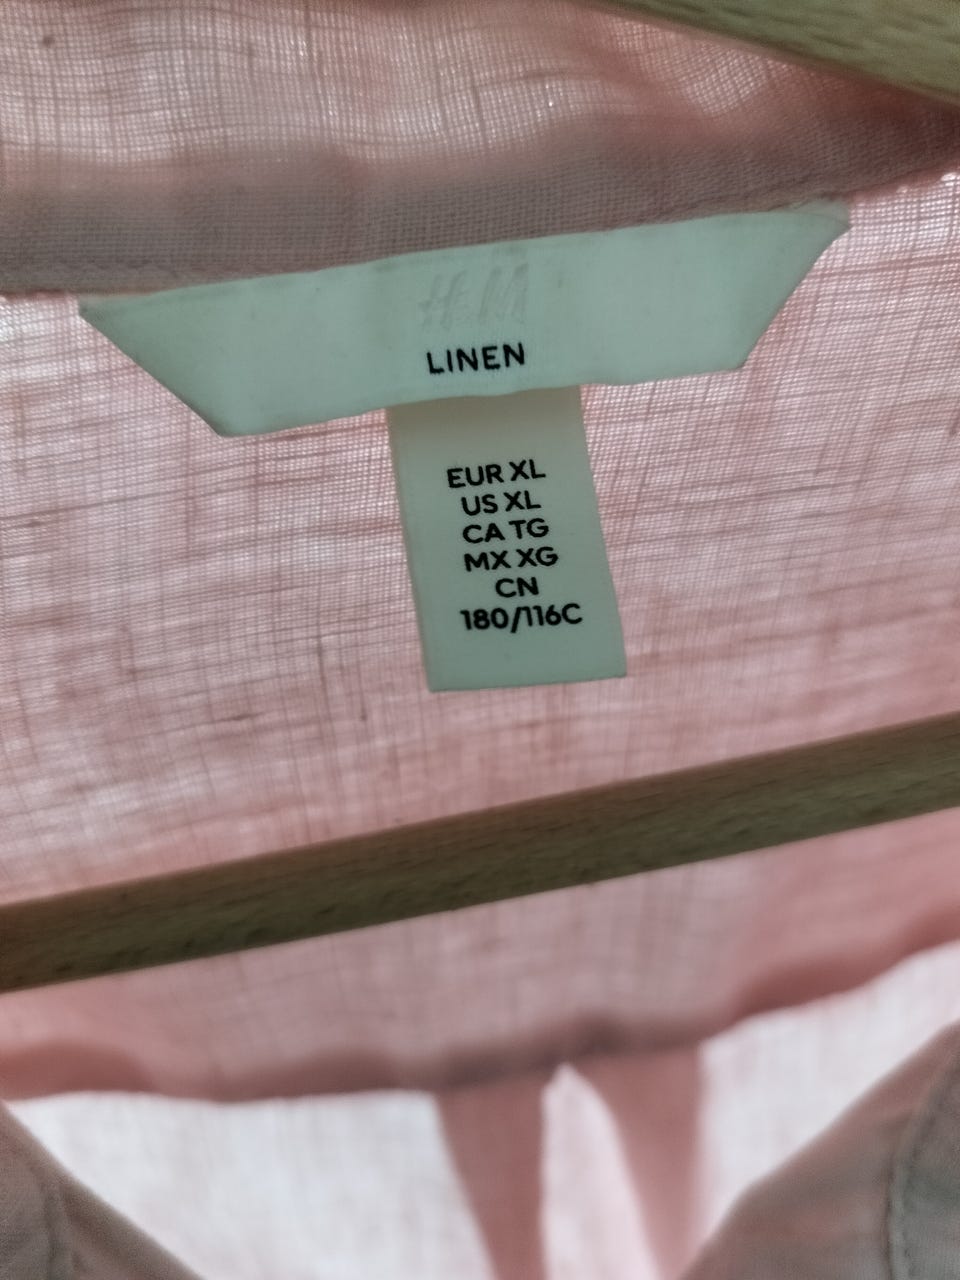 H&M
LINEN
EUR XL
US XL
CA TG
MX XG
CN
180/116C